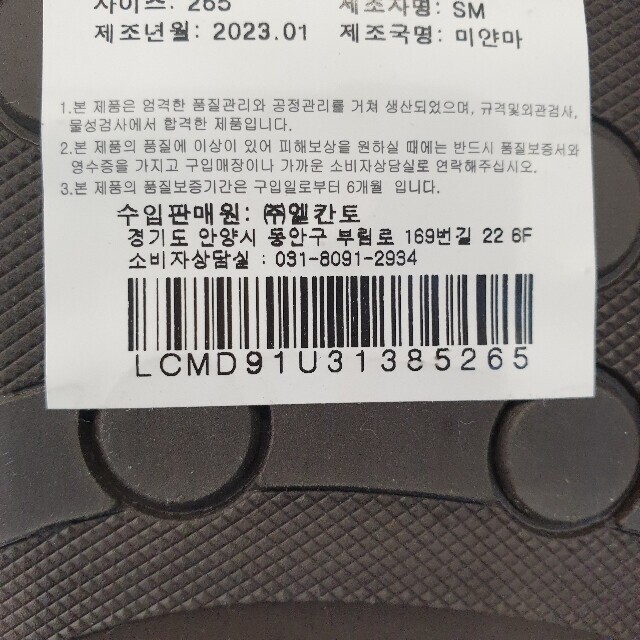 사이즈: 265 제조자명: SM
제조년월: 2023.01 제조국명: 미얀마
1.본 제품은 엄격한 품질관리와 공정관리를 거쳐 생산되었으며, 규격및외관검사,
물성검사에서 합격한 제품입니다.
2.본 제품의 품질에 이상이 있어 피해보상을 원하실 때에는 반드시 품질보증서와
영수증을 가지고 구입매장이나 가까운 소비자상담실로 연락해주십시오.
3.본 제품의 품질보증기간은 구입일로부터 6개월 입니다.
수입판매원: ㈜엘칸토
경기도 안양시 동안구 부림로 169번길 22 6F
소비자상담실 : 031-8091-2934
LCMD91U31385265